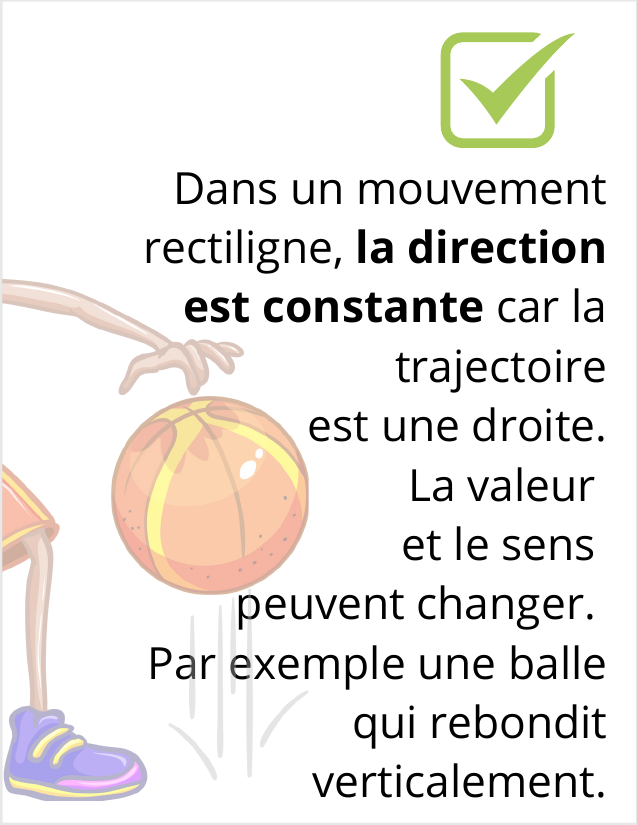 Dans un mouvement
rectiligne, la direction
est constante car la
trajectoire
est une droite.
La valeur
et le sens
peuvent changer.
Par exemple une balle
qui rebondit
verticalement.